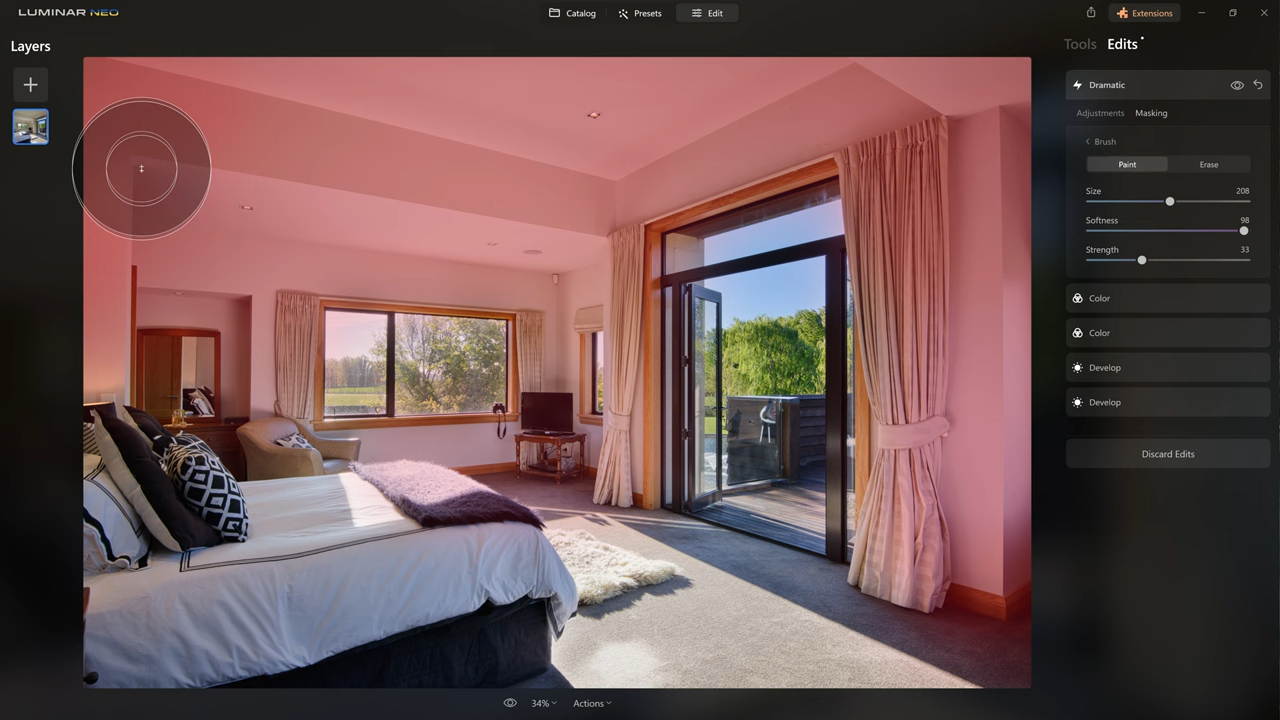 LUMINAR NEO
Catalog
Presets
Edit
Extensions
Layers
Tools Edits
Dramatic
Adjustments Masking
Brush
Paint Erase
Size 208
Softness 98
Strength 33
Color
Color
Develop
Develop
Discard Edits
34%
Actions